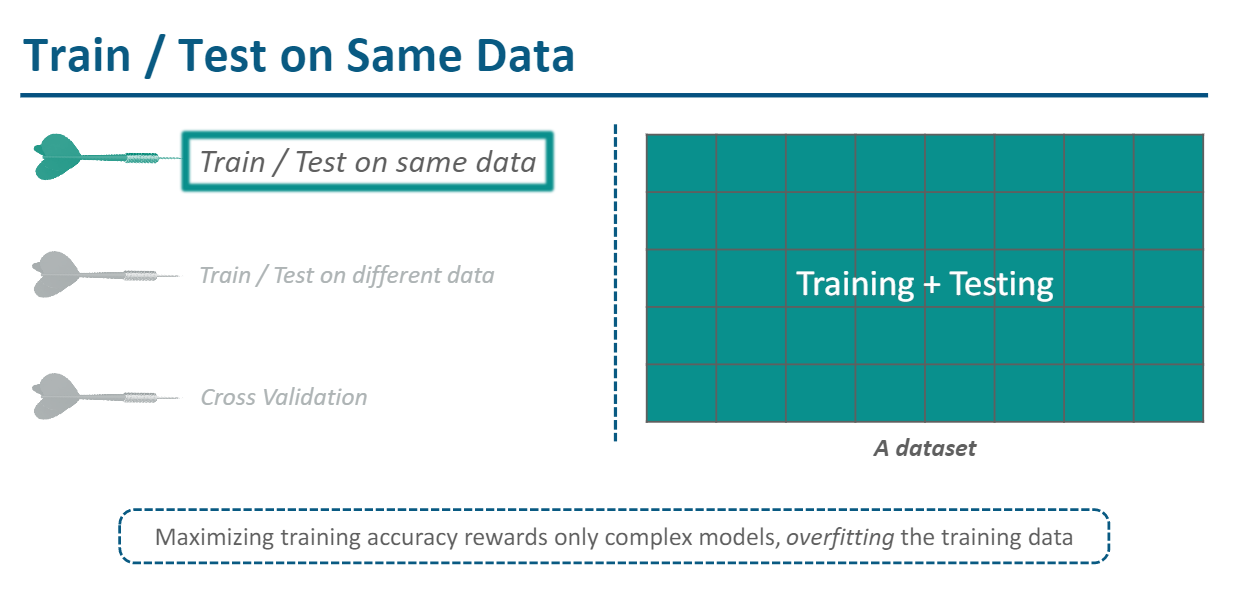 Train / Test on Same Data
Train / Test on same data
Train / Test on different data
Cross Validation
Training + Testing
A dataset
Maximizing training accuracy rewards only complex models, overfitting the training data